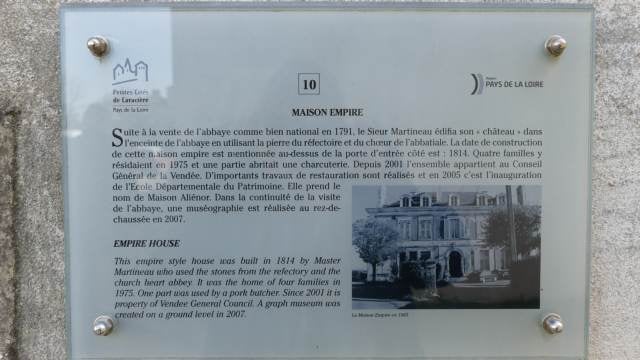 Petites Cités
de Caractère
Pays de la Loire
10
PAYS DE LA LOIRE
MAISON EMPIRE
Suite à la vente de l'abbaye comme bien national en 1791, le Sieur Martineau édifia son « château » dans
l'enceinte de l'abbaye en utilisant la pierre du réfectoire et du chœur de l'abbatiale. La date de construction
de cette maison empire est mentionnée au-dessus de la porte d'entrée côté est : 1814. Quatre familles y
résidaient en 1975 et une partie abritait une charcuterie. Depuis 2001 l'ensemble appartient au Conseil
Général de la Vendée. D'importants travaux de restauration sont réalisés et en 2005 c'est l'inauguration
de l'École Départementale du Patrimoine. Elle prend le
nom de Maison Aliénor. Dans la continuité de la visite
de l'abbaye, une muséographie est réalisée au rez-de-
chaussée en 2007.
EMPIRE HOUSE
This empire style house was built in 1814 by Master
Martineau who used the stones from the refectory and the
church heart abbey. It was the home of four families in
1975. One part was used by a pork butcher. Since 2001 it is
property of Vendee General Council. A graph museum was
created on a ground level in 2007.
La Maison Empire en